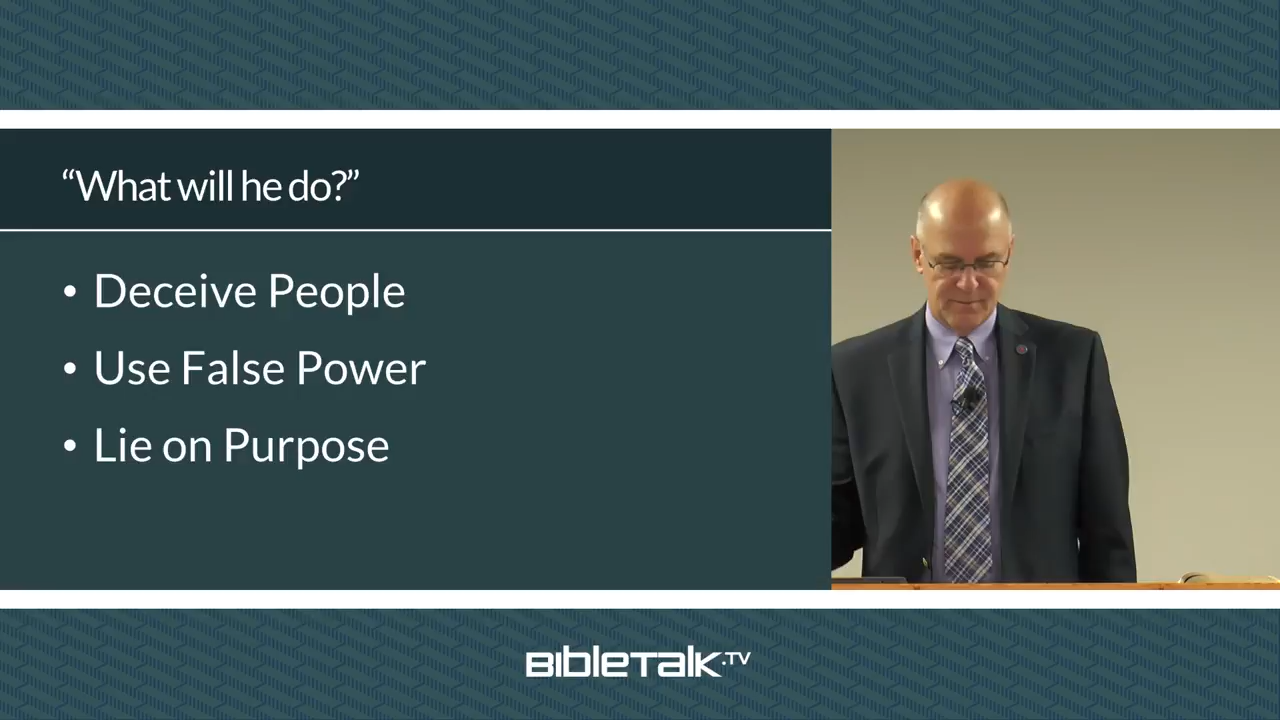 “What will he do?”
• Deceive People
• Use False Power
• Lie on Purpose
BibleTalk.TV